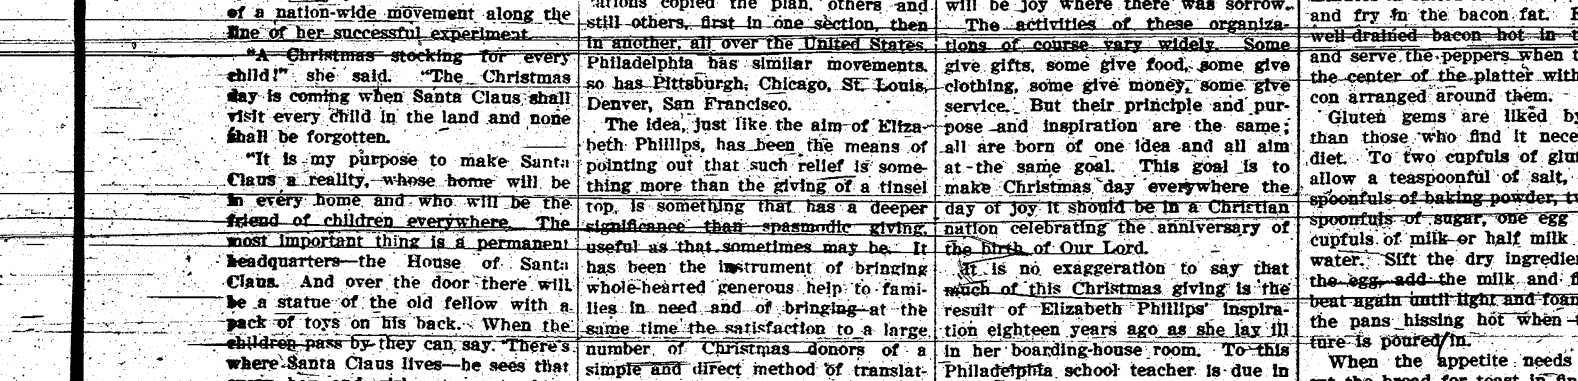 of a nation-wide movement along the
line of her successful experiment.
"A Christmas stocking for every
child!" she said. "The Christmas
day is coming when Santa Claus shall
visit every child in the land and none
shall be forgotten.
"It is my purpose to make Santa
Claus a reality, whose home will be
in every home and who will be the
friend of children everywhere. The
most important thing is a permanent
headquarters—the House of Santa
Claus. And over the door there will
be a statue of the old fellow with a
pack of toys on his back. When the
children pass by they can say, 'There's
where Santa Claus lives—he sees that
copied the plan, others and
still others, first in one section, then
in another, all over the United States.
Philadelphia has similar movements,
so has Pittsburgh, Chicago, St. Louis,
Denver, San Francisco.
The idea, just like the aim of Eliza-
beth Phillips, has been the means of
pointing out that such relief is some-
thing more than the giving of a tinsel
top, is something that has a deeper
significance than spasmodic giving,
useful as that sometimes may be. It
has been the instrument of bringing
whole-hearted generous help to fami-
lies in need and of bringing at the
same time the satisfaction to a large
number of Christmas donors of a
simple and direct method of translat-
will be joy where there was sorrow.
The activities of these organiza-
tions of course vary widely. Some
give gifts, some give food, some give
clothing, some give money, some give
service. But their principle and pur-
pose and inspiration are the same;
all are born of one idea and all aim
at the same goal. This goal is to
make Christmas day everywhere the
day of joy it should be in a Christian
nation celebrating the anniversary of
the birth of Our Lord.
It is no exaggeration to say that
much of this Christmas giving is the
result of Elizabeth Phillips' inspira-
tion eighteen years ago as she lay ill
in her boarding-house room. To this
Philadelphia school teacher is due in
and fry in the bacon fat.
well-drained bacon hot in
and serve the peppers when
the center of the platter with
con arranged around them.
Gluten gems are liked
than those who find it
diet. To two cupfuls of
allow a teaspoonful of salt,
spoonfuls of baking powder,
spoonfuls of sugar, one egg
cupfuls of milk or half milk
water. Sift the dry
the egg, add the milk and
beat again until light and
the pans hissing hot when
ture is poured in.
When the appetite needs